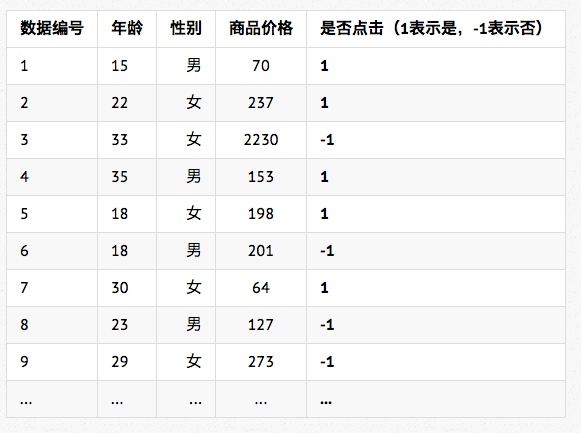 数据编号 年龄 性别 商品价格 是否点击（1表示是，-1表示否）
1 15 男 70 1
2 22 女 237 1
3 33 女 2230 -1
4 35 男 153 1
5 18 女 198 1
6 18 男 201 -1
7 30 女 64 1
8 23 男 127 -1
9 29 女 273 -1
... ... ... ... ...